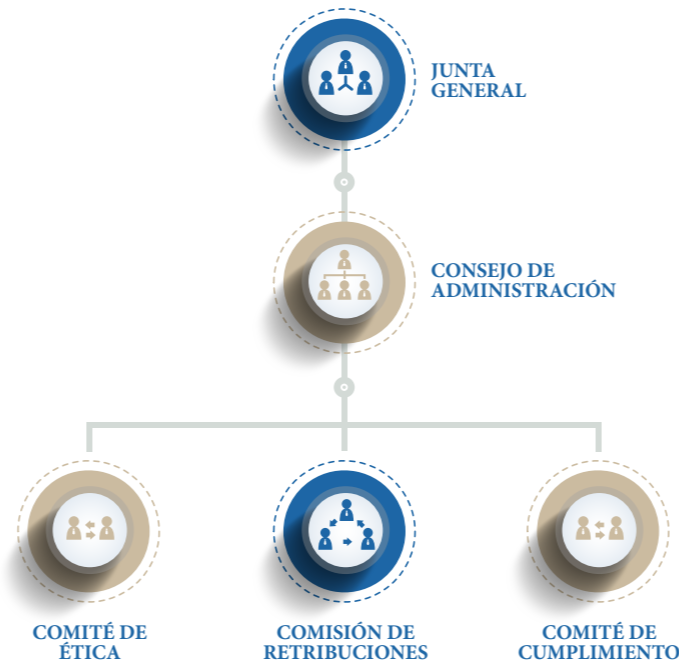 JUNTA
GENERAL
CONSEJO DE
ADMINISTRACIÓN
COMITÉ DE
ÉTICA
COMISIÓN DE
RETRIBUCIONES
COMITÉ DE
CUMPLIMIENTO